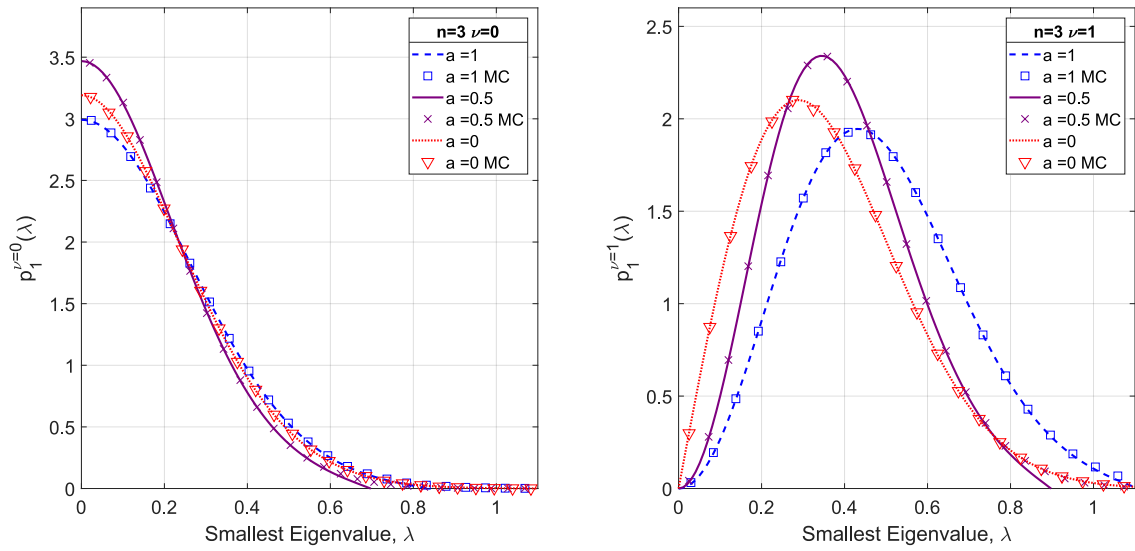 n=3 ν=0
a =1
a =1 MC
a =0.5
a =0.5 MC
a =0
a =0 MC
3.5
3
2.5
2
1.5
1
0.5
0
p₁^ν=0(λ)
0 0.2 0.4 0.6 0.8 1
Smallest Eigenvalue, λ
n=3 ν=1
a =1
a =1 MC
a =0.5
a =0.5 MC
a =0
a =0 MC
2.5
2
1.5
1
0.5
0
p₁^ν=1(λ)
0 0.2 0.4 0.6 0.8 1
Smallest Eigenvalue, λ